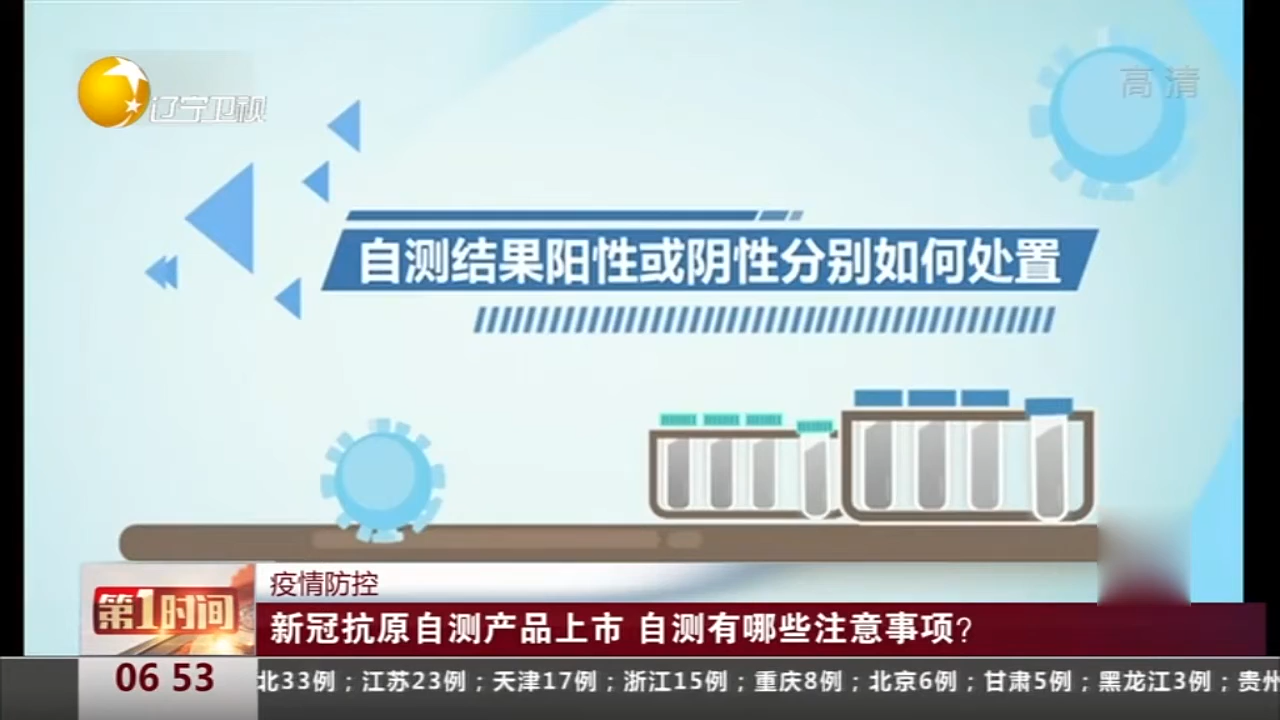 辽宁卫视
高清
自测结果阳性或阴性分别如何处置
第1时间
疫情防控
新冠抗原自测产品上市 自测有哪些注意事项?
06 53
北33例；江苏23例；天津17例；浙江15例；重庆8例；北京6例；甘肃5例；黑龙江3例；贵州